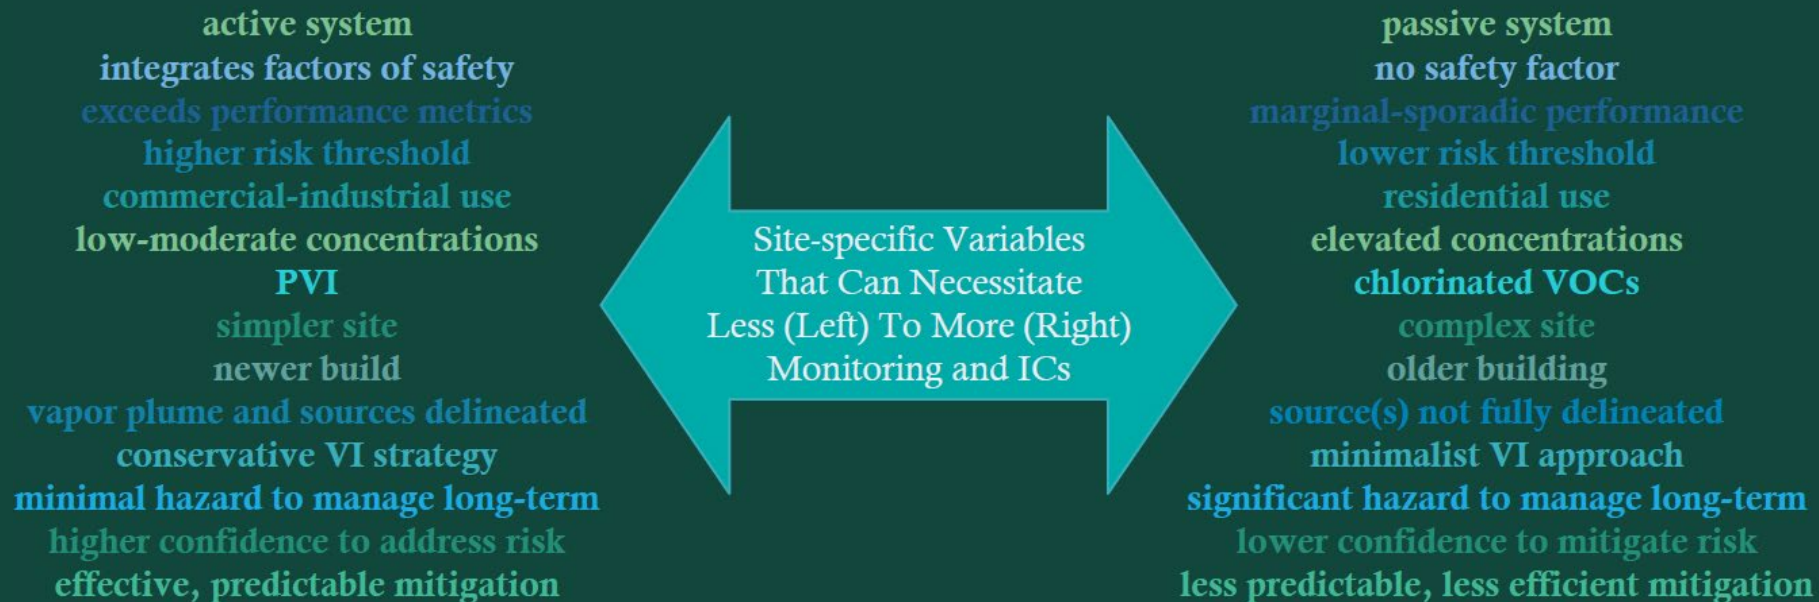 active system
integrates factors of safety
exceeds performance metrics
higher risk threshold
commercial-industrial use
low-moderate concentrations
PVI
simpler site
newer build
vapor plume and sources delineated
conservative VI strategy
minimal hazard to manage long-term
higher confidence to address risk
effective, predictable mitigation
Site-specific Variables
That Can Necessitate
Less (Left) To More (Right)
Monitoring and ICs
passive system
no safety factor
marginal-sporadic performance
lower risk threshold
residential use
elevated concentrations
chlorinated VOCs
complex site
older building
source(s) not fully delineated
minimalist VI approach
significant hazard to manage long-term
lower confidence to mitigate risk
less predictable, less efficient mitigation